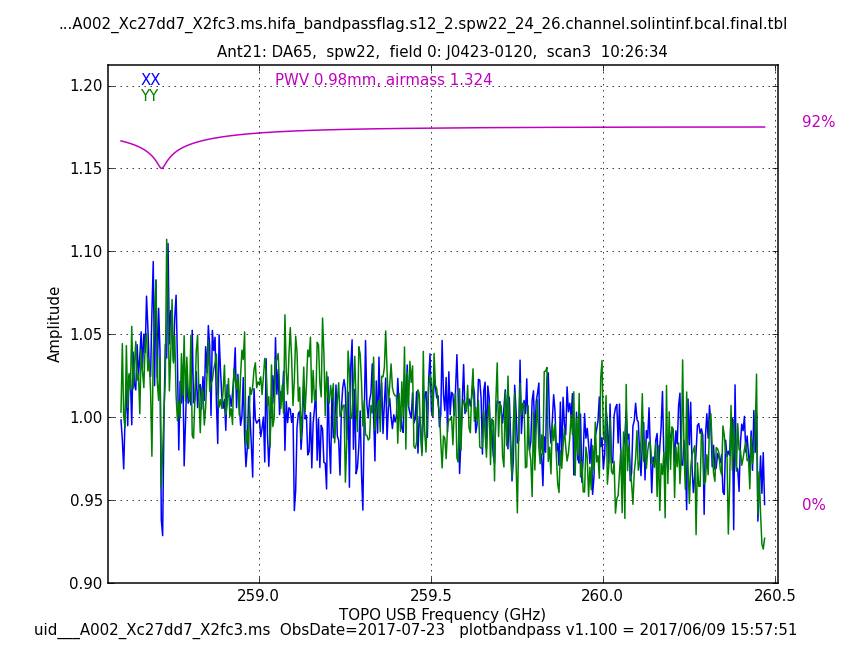 ...A002_Xc27dd7_X2fc3.ms.hifa_bandpassflag.s12_2.spw22_24_26.channel.solintinf.bcal.final.tbl
Ant21: DA65,  spw22,  field 0: J0423-0120,  scan3  10:26:34
XX
YY
PWV 0.98mm, airmass 1.324
92%
0%
Amplitude
1.20
1.15
1.10
1.05
1.00
0.95
0.90
259.0
259.5
260.0
260.5
TOPO USB Frequency (GHz)
uid___A002_Xc27dd7_X2fc3.ms  ObsDate=2017-07-23   plotbandpass v1.100 = 2017/06/09 15:57:51